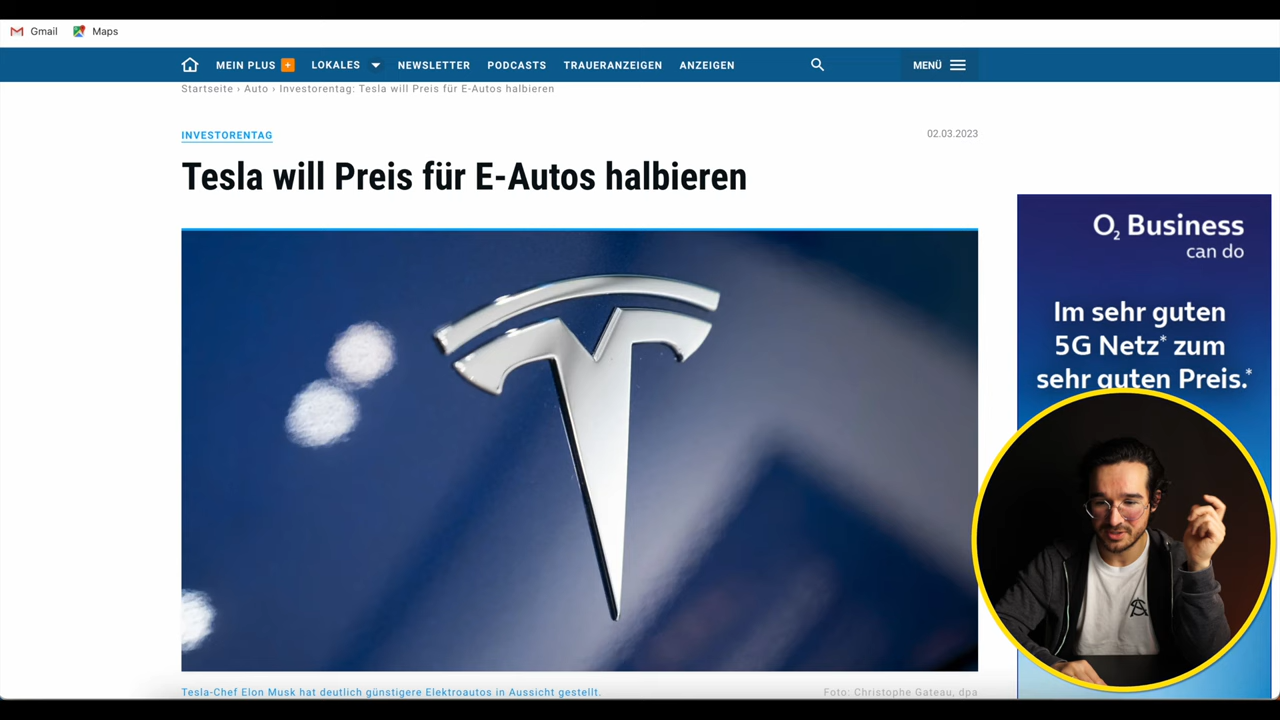 Gmail Maps
MEIN PLUS + LOKALES NEWSLETTER PODCASTS TRAUERANZEIGEN ANZEIGEN MENÜ
Startseite › Auto › Investorentag: Tesla will Preis für E-Autos halbieren
INVESTORENTAG 02.03.2023
Tesla will Preis für E-Autos halbieren
O₂ Business
can do
Im sehr guten
5G Netz* zum
sehr guten Preis.*
Tesla-Chef Elon Musk hat deutlich günstigere Elektroautos in Aussicht gestellt. Foto: Christophe Gateau, dpa